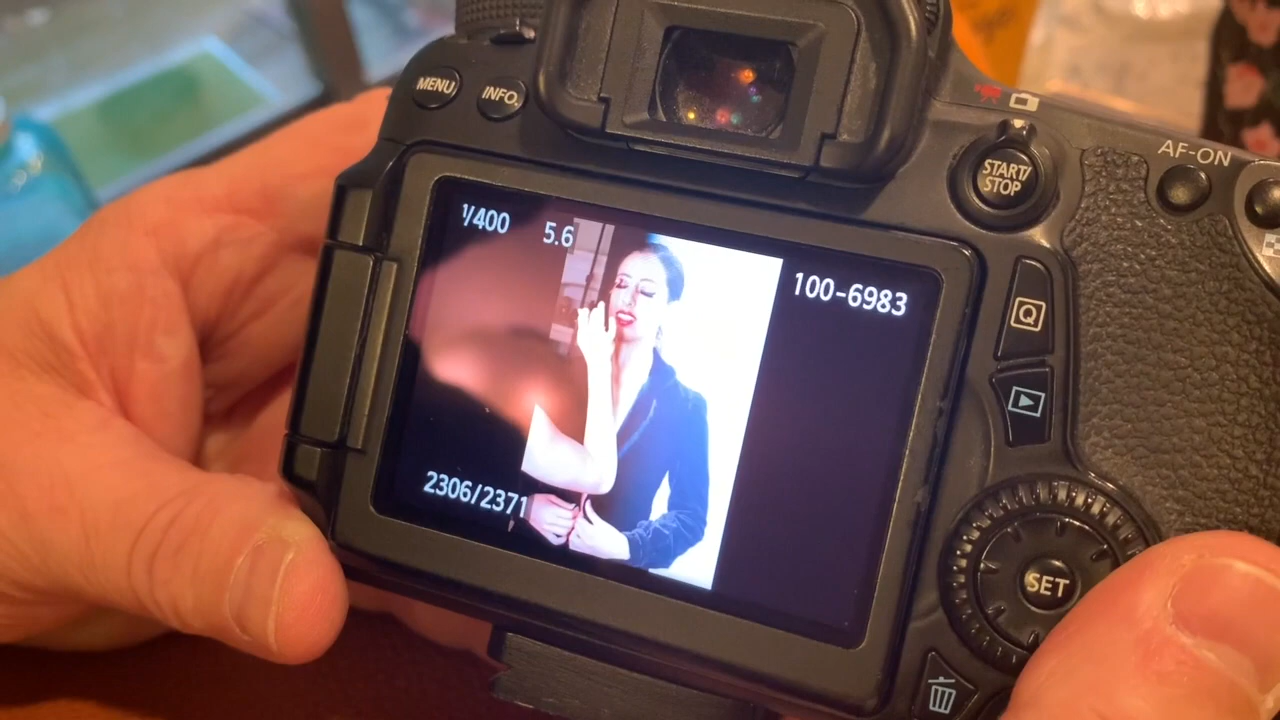 MENU
INFO.
AF-ON
START/
STOP
1/400
5.6
100-6983
Q
2306/2371
SET